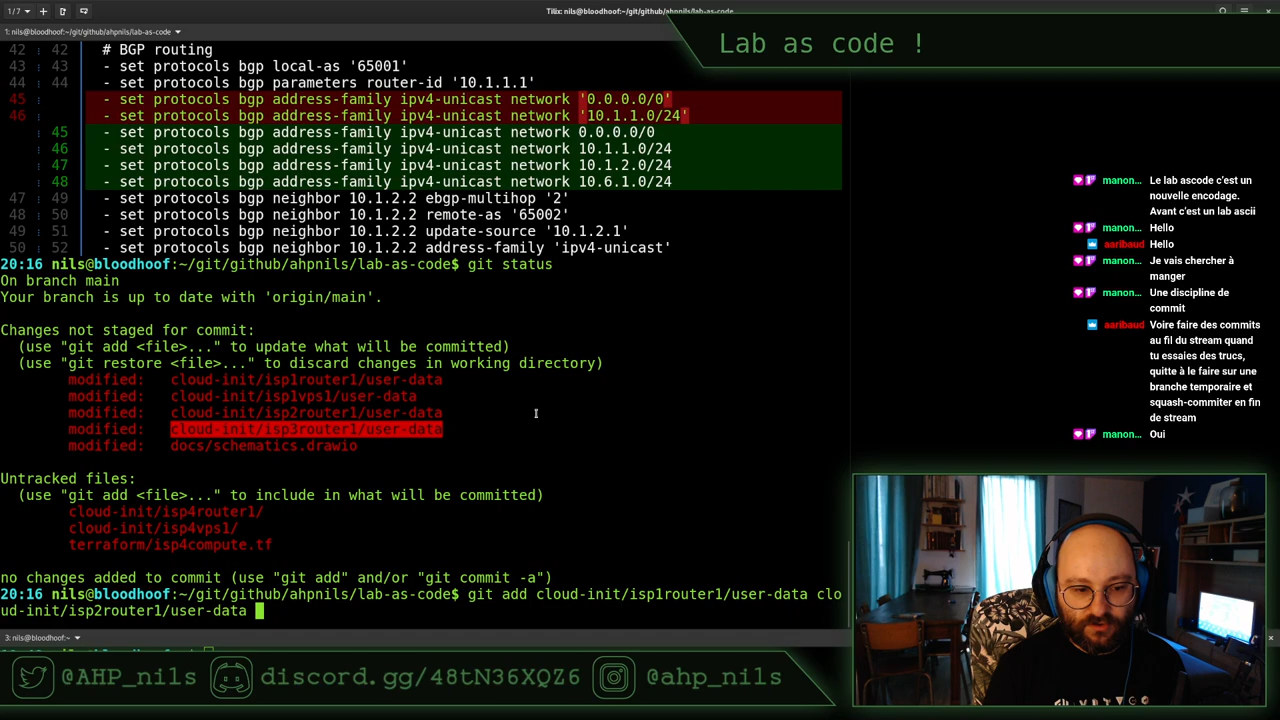 1/7
Tilix: nils@bloodhoof:~/git/github/ahpnils/lab-as-code
1: nils@bloodhoof:~/git/github/ahpnils/lab-as-code
Lab as code !
42 : 42 # BGP routing
43 : 43 - set protocols bgp local-as '65001'
44 : 44 - set protocols bgp parameters router-id '10.1.1.1'
45 : - set protocols bgp address-family ipv4-unicast network '0.0.0.0/0'
46 : - set protocols bgp address-family ipv4-unicast network '10.1.1.0/24'
: 45 - set protocols bgp address-family ipv4-unicast network 0.0.0.0/0
: 46 - set protocols bgp address-family ipv4-unicast network 10.1.1.0/24
: 47 - set protocols bgp address-family ipv4-unicast network 10.1.2.0/24
: 48 - set protocols bgp address-family ipv4-unicast network 10.6.1.0/24
47 : 49 - set protocols bgp neighbor 10.1.2.2 ebgp-multihop '2'
48 : 50 - set protocols bgp neighbor 10.1.2.2 remote-as '65002'
49 : 51 - set protocols bgp neighbor 10.1.2.2 update-source '10.1.2.1'
50 : 52 - set protocols bgp neighbor 10.1.2.2 address-family 'ipv4-unicast'
20:16 nils@bloodhoof:~/git/github/ahpnils/lab-as-code$ git status
On branch main
Your branch is up to date with 'origin/main'.
Changes not staged for commit:
(use "git add <file>..." to update what will be committed)
(use "git restore <file>..." to discard changes in working directory)
modified: cloud-init/isp1router1/user-data
modified: cloud-init/isp1vps1/user-data
modified: cloud-init/isp2router1/user-data
modified: cloud-init/isp3router1/user-data
modified: docs/schematics.drawio
Untracked files:
(use "git add <file>..." to include in what will be committed)
cloud-init/isp4router1/
cloud-init/isp4vps1/
terraform/isp4compute.tf
no changes added to commit (use "git add" and/or "git commit -a")
20:16 nils@bloodhoof:~/git/github/ahpnils/lab-as-code$ git add cloud-init/isp1router1/user-data clo
ud-init/isp2router1/user-data
3: nils@bloodhoof:~
manon... Le lab ascode c'est un
nouvelle encodage.
Avant c'est un lab ascii
manon... Hello
aaribaud Hello
manon... Je vais chercher à
manger
manon... Une discipline de
commit
aaribaud Voire faire des commits
au fil du stream quand
tu essaies des trucs,
quitte à le faire sur une
branche temporaire et
squash-commiter en fin
de stream
manon... Oui
@AHP_nils
discord.gg/48tN36XQZ6
@ahp_nils